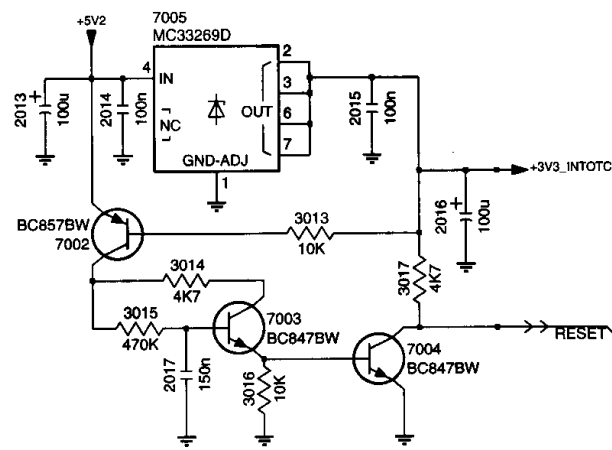 +5V2
7005
MC33269D
4
IN
2
3
6
7
OUT
NC
GND-ADJ
1
2013
+
100u
2014
100n
2015
100n
+3V3_INTOTC
2016
+
100u
BC857BW
7002
3013
10K
3014
4K7
3017
4K7
3015
470K
7003
BC847BW
7004
BC847BW
2017
150n
3016
10K
RESET